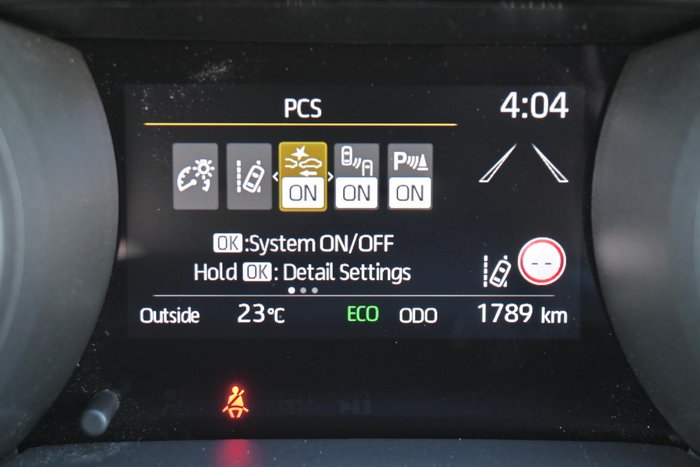 PCS
4:04
ON ON ON
P
OK:System ON/OFF
Hold OK: Detail Settings
--
Outside 23°C ECO ODO 1789 km